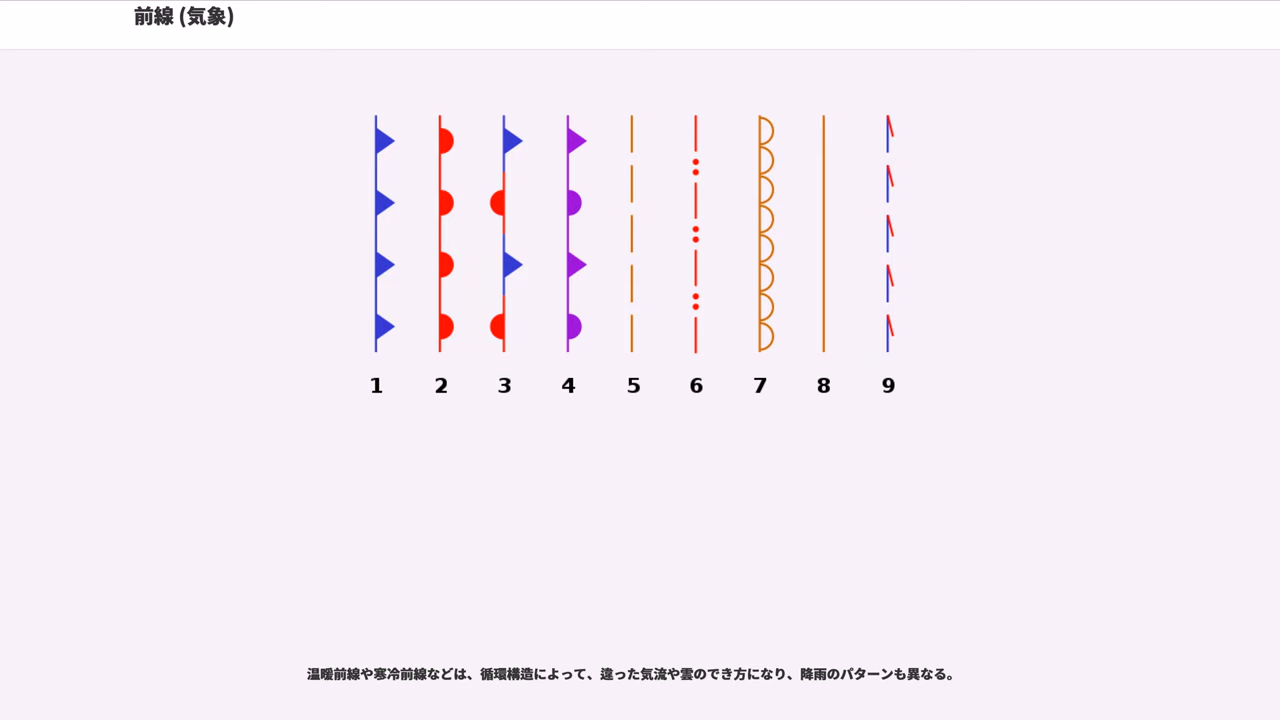 前線 (気象)
1 2 3 4 5 6 7 8 9
温暖前線や寒冷前線などは、循環構造によって、違った気流や雲のでき方になり、降雨のパターンも異なる。